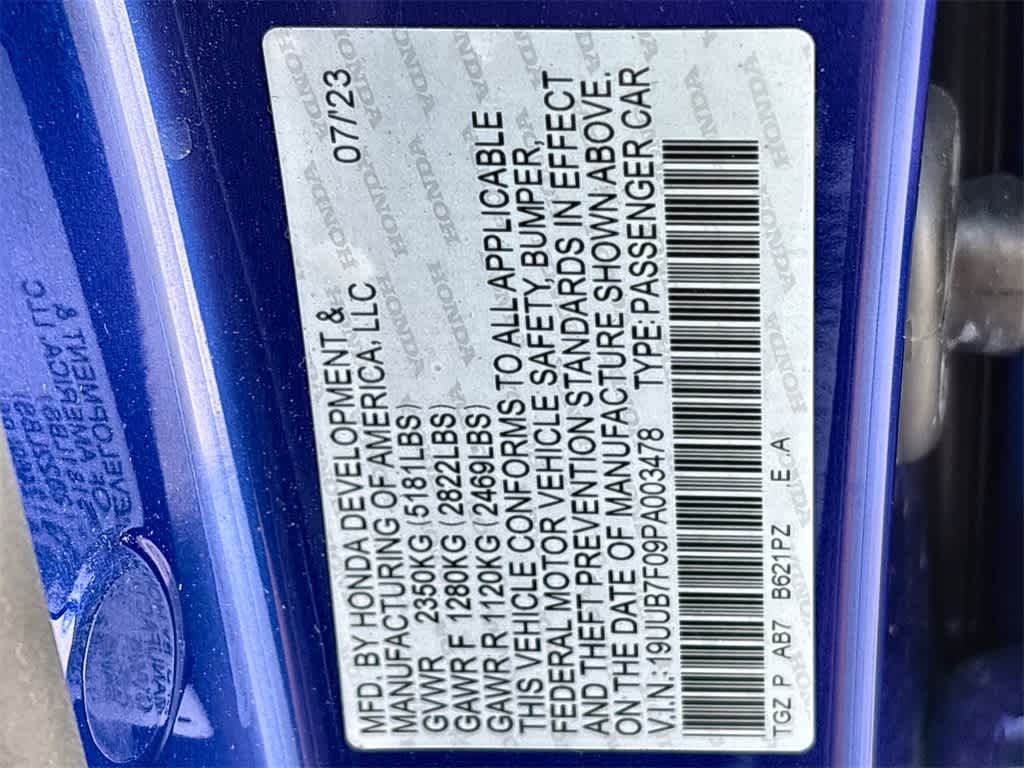 MFD. BY HONDA DEVELOPMENT & 07/'23
MANUFACTURING OF AMERICA, LLC
GVWR 2350KG (5181LBS)
GAWR F 1280KG (2822LBS)
GAWR R 1120KG (2469LBS)
THIS VEHICLE CONFORMS TO ALL APPLICABLE
FEDERAL MOTOR VEHICLE SAFETY, BUMPER,
AND THEFT PREVENTION STANDARDS IN EFFECT
ON THE DATE OF MANUFACTURE SHOWN ABOVE.
V.I.N.:19UUB7F09PA003478 TYPE:PASSENGER CAR
TGZ P AB7 B621PZ E .A
HONDA